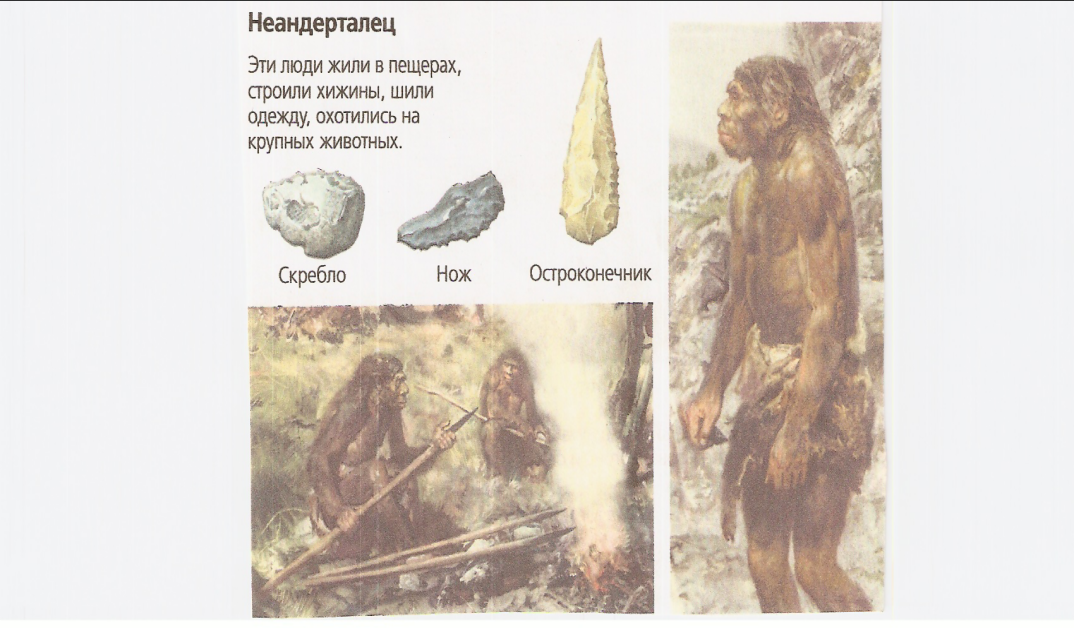 Неандерталец
Эти люди жили в пещерах,
строили хижины, шили
одежду, охотились на
крупных животных.
Скребло
Нож
Остроконечник